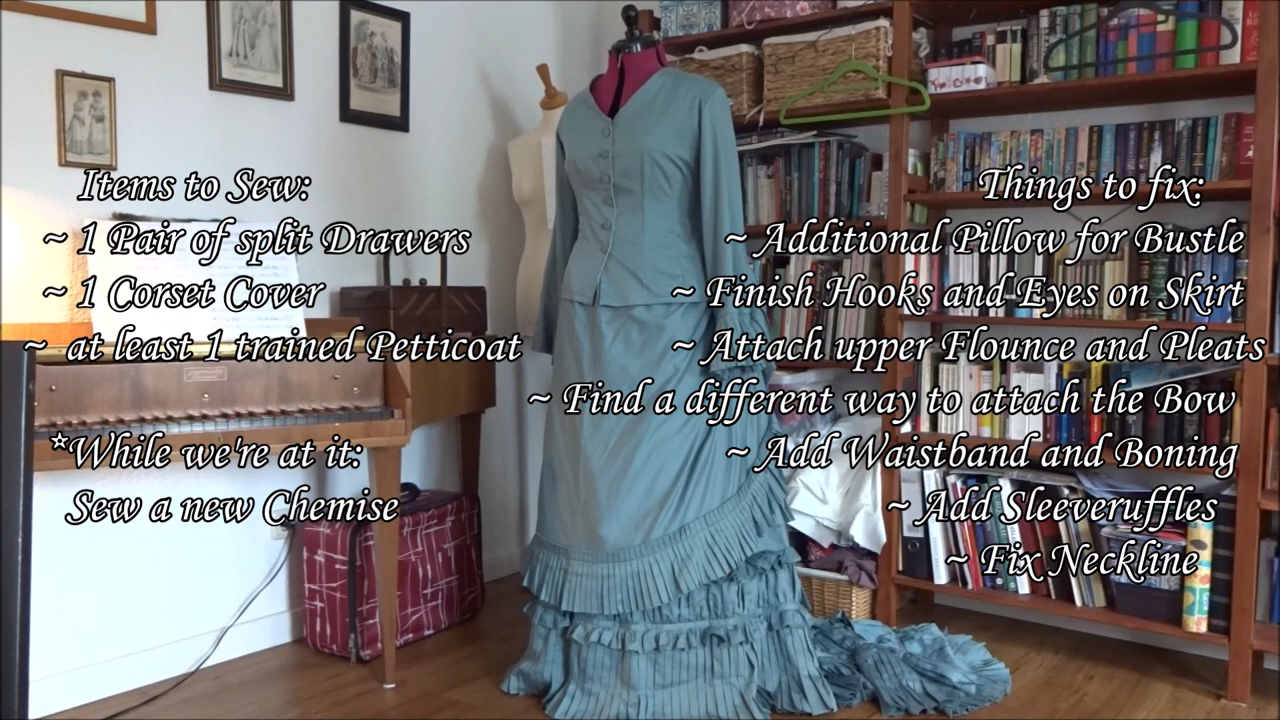 Items to Sew:
~ 1 Pair of split Drawers
~ 1 Corset Cover
~ at least 1 trained Petticoat
*While we're at it:
Sew a new Chemise
Things to fix:
~ Additional Pillow for Bustle
~ Finish Hooks and Eyes on Skirt
~ Attach upper Flounce and Pleats
~ Find a different way to attach the Bow
~ Add Waistband and Boning
~ Add Sleeveruffles
~ Fix Neckline